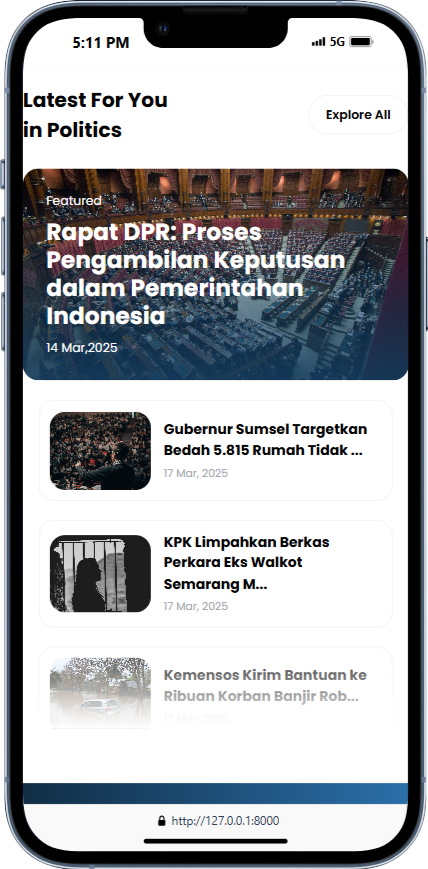 5:11 PM
5G
Latest For You
in Politics
Explore All
Featured
Rapat DPR: Proses
Pengambilan Keputusan
dalam Pemerintahan
Indonesia
14 Mar,2025
Gubernur Sumsel Targetkan
Bedah 5.815 Rumah Tidak ...
17 Mar, 2025
KPK Limpahkan Berkas
Perkara Eks Walkot
Semarang M...
17 Mar, 2025
Kemensos Kirim Bantuan ke
Ribuan Korban Banjir Rob...
17 Mar, 2025
http://127.0.0.1:8000